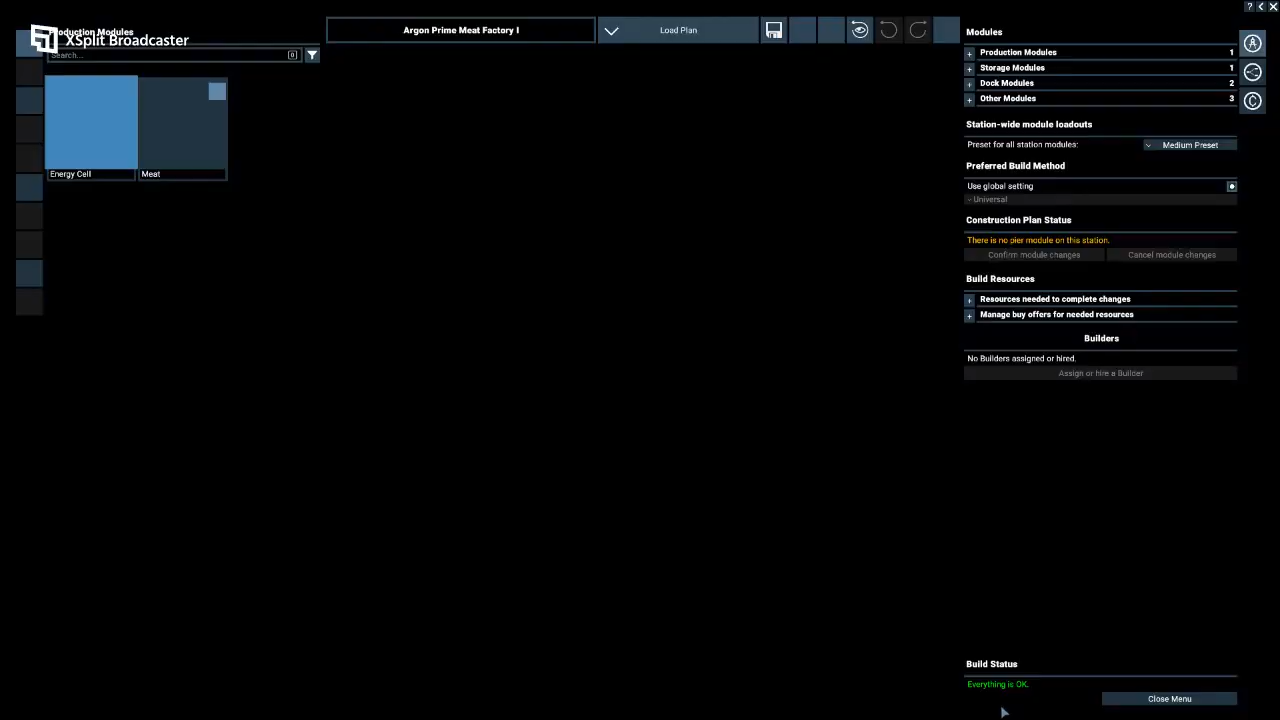 Production Modules
XSplit Broadcaster
Search...
Energy Cell
Meat
Argon Prime Meat Factory I
Load Plan
Modules
Production Modules 1
Storage Modules 1
Dock Modules 2
Other Modules 3
Station-wide module loadouts
Preset for all station modules: Medium Preset
Preferred Build Method
Use global setting
Universal
Construction Plan Status
There is no pier module on this station.
Confirm module changes Cancel module changes
Build Resources
Resources needed to complete changes
Manage buy offers for needed resources
Builders
No Builders assigned or hired.
Assign or hire a Builder
Build Status
Everything is OK.
Close Menu